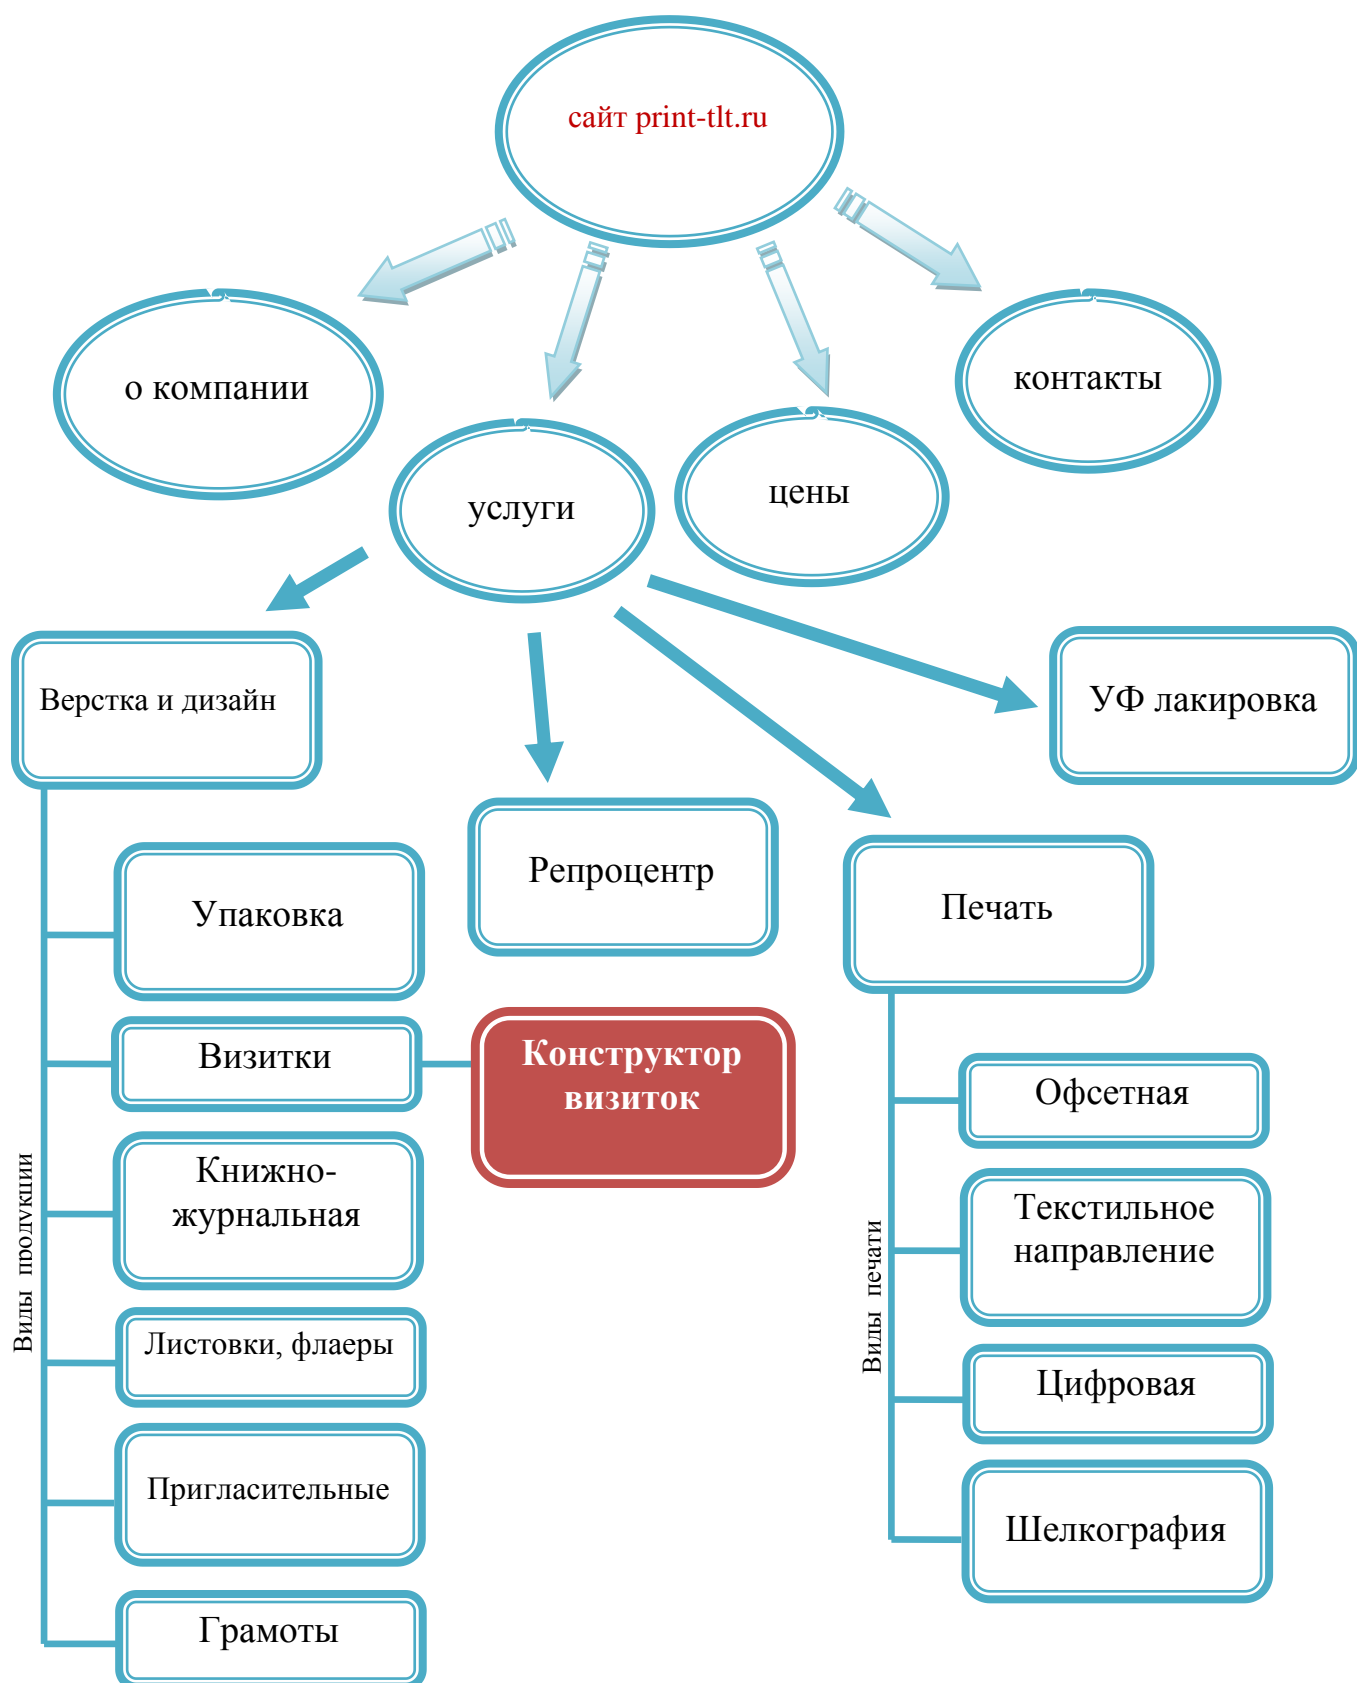 сайт print-tlt.ru
о компании
услуги
цены
контакты
Верстка и дизайн
Репроцентр
Печать
УФ лакировка
Виды продукции
Упаковка
Визитки
Конструктор
визиток
Книжно-
журнальная
Листовки, флаеры
Пригласительные
Грамоты
Виды печати
Офсетная
Текстильное
направление
Цифровая
Шелкография